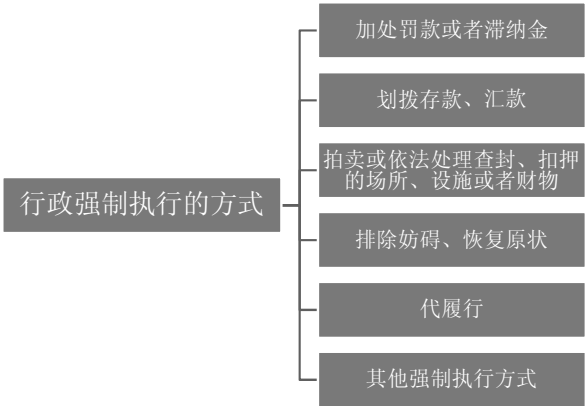 加处罚款或者滞纳金
划拨存款、汇款
拍卖或依法处理查封、扣押
的场所、设施或者财物
行政强制执行的方式
排除妨碍、恢复原状
代履行
其他强制执行方式